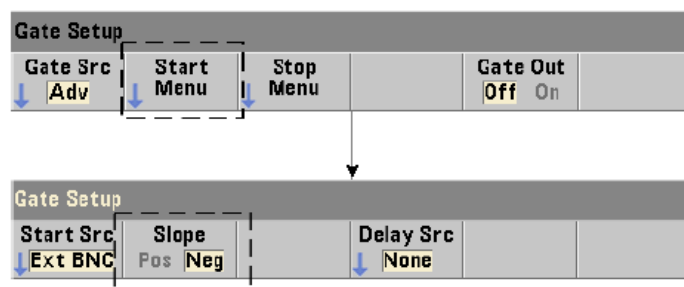 Gate Setup
Gate Src Start Stop Gate Out
Adv Menu Menu Off On
Gate Setup
Start Src Slope Delay Src
Ext BNC Pos Neg None